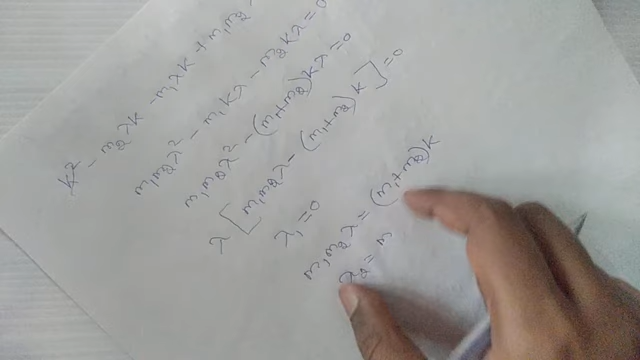 k² - m₂λk - m₁λk + m₁m₂
m₁m₂λ² - m₁kλ - m₂kλ = 0
m₁m₂λ² - (m₁+m₂)kλ = 0
λ[m₁m₂λ - (m₁+m₂)k] = 0
λ₁ = 0
m₁m₂λ = (m₁+m₂)k
λ₂ = m